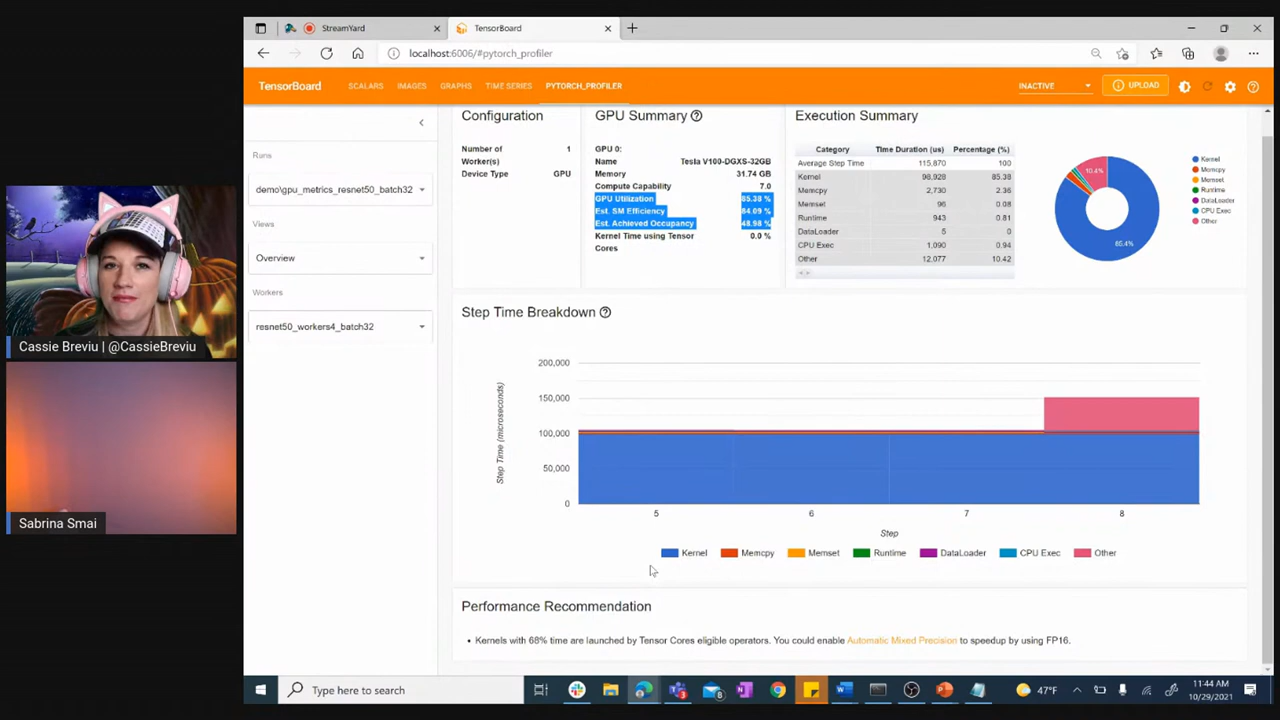 StreamYard
TensorBoard
localhost:6006/#pytorch_profiler
TensorBoard
SCALARS
IMAGES
GRAPHS
TIME SERIES
PYTORCH_PROFILER
INACTIVE
UPLOAD
Runs
demo\gpu_metrics_resnet50_batch32
Views
Overview
Workers
resnet50_workers4_batch32
Configuration
Number of 1
Worker(s)
Device Type GPU
GPU Summary
GPU 0:
Name Tesla V100-DGXS-32GB
Memory 31.74 GB
Compute Capability 7.0
GPU Utilization 85.38 %
Est. SM Efficiency 84.09 %
Est. Achieved Occupancy 48.98 %
Kernel Time using Tensor 0.0 %
Cores
Execution Summary
Category Time Duration (us) Percentage (%)
Average Step Time 115,870 100
Kernel 98,928 85.38
Memcpy 2,730 2.36
Memset 96 0.08
Runtime 943 0.81
DataLoader 5 0
CPU Exec 1,090 0.94
Other 12,077 10.42
10.4%
85.4%
Kernel
Memcpy
Memset
Runtime
DataLoader
CPU Exec
Other
Step Time Breakdown
Step Time (microseconds)
200,000
150,000
100,000
50,000
0
5 6 7 8
Step
Kernel Memcpy Memset Runtime DataLoader CPU Exec Other
Performance Recommendation
• Kernels with 68% time are launched by Tensor Cores eligible operators. You could enable Automatic Mixed Precision to speedup by using FP16.
Cassie Breviu | @CassieBreviu
Sabrina Smai
Type here to search
47°F
11:44 AM
10/29/2021